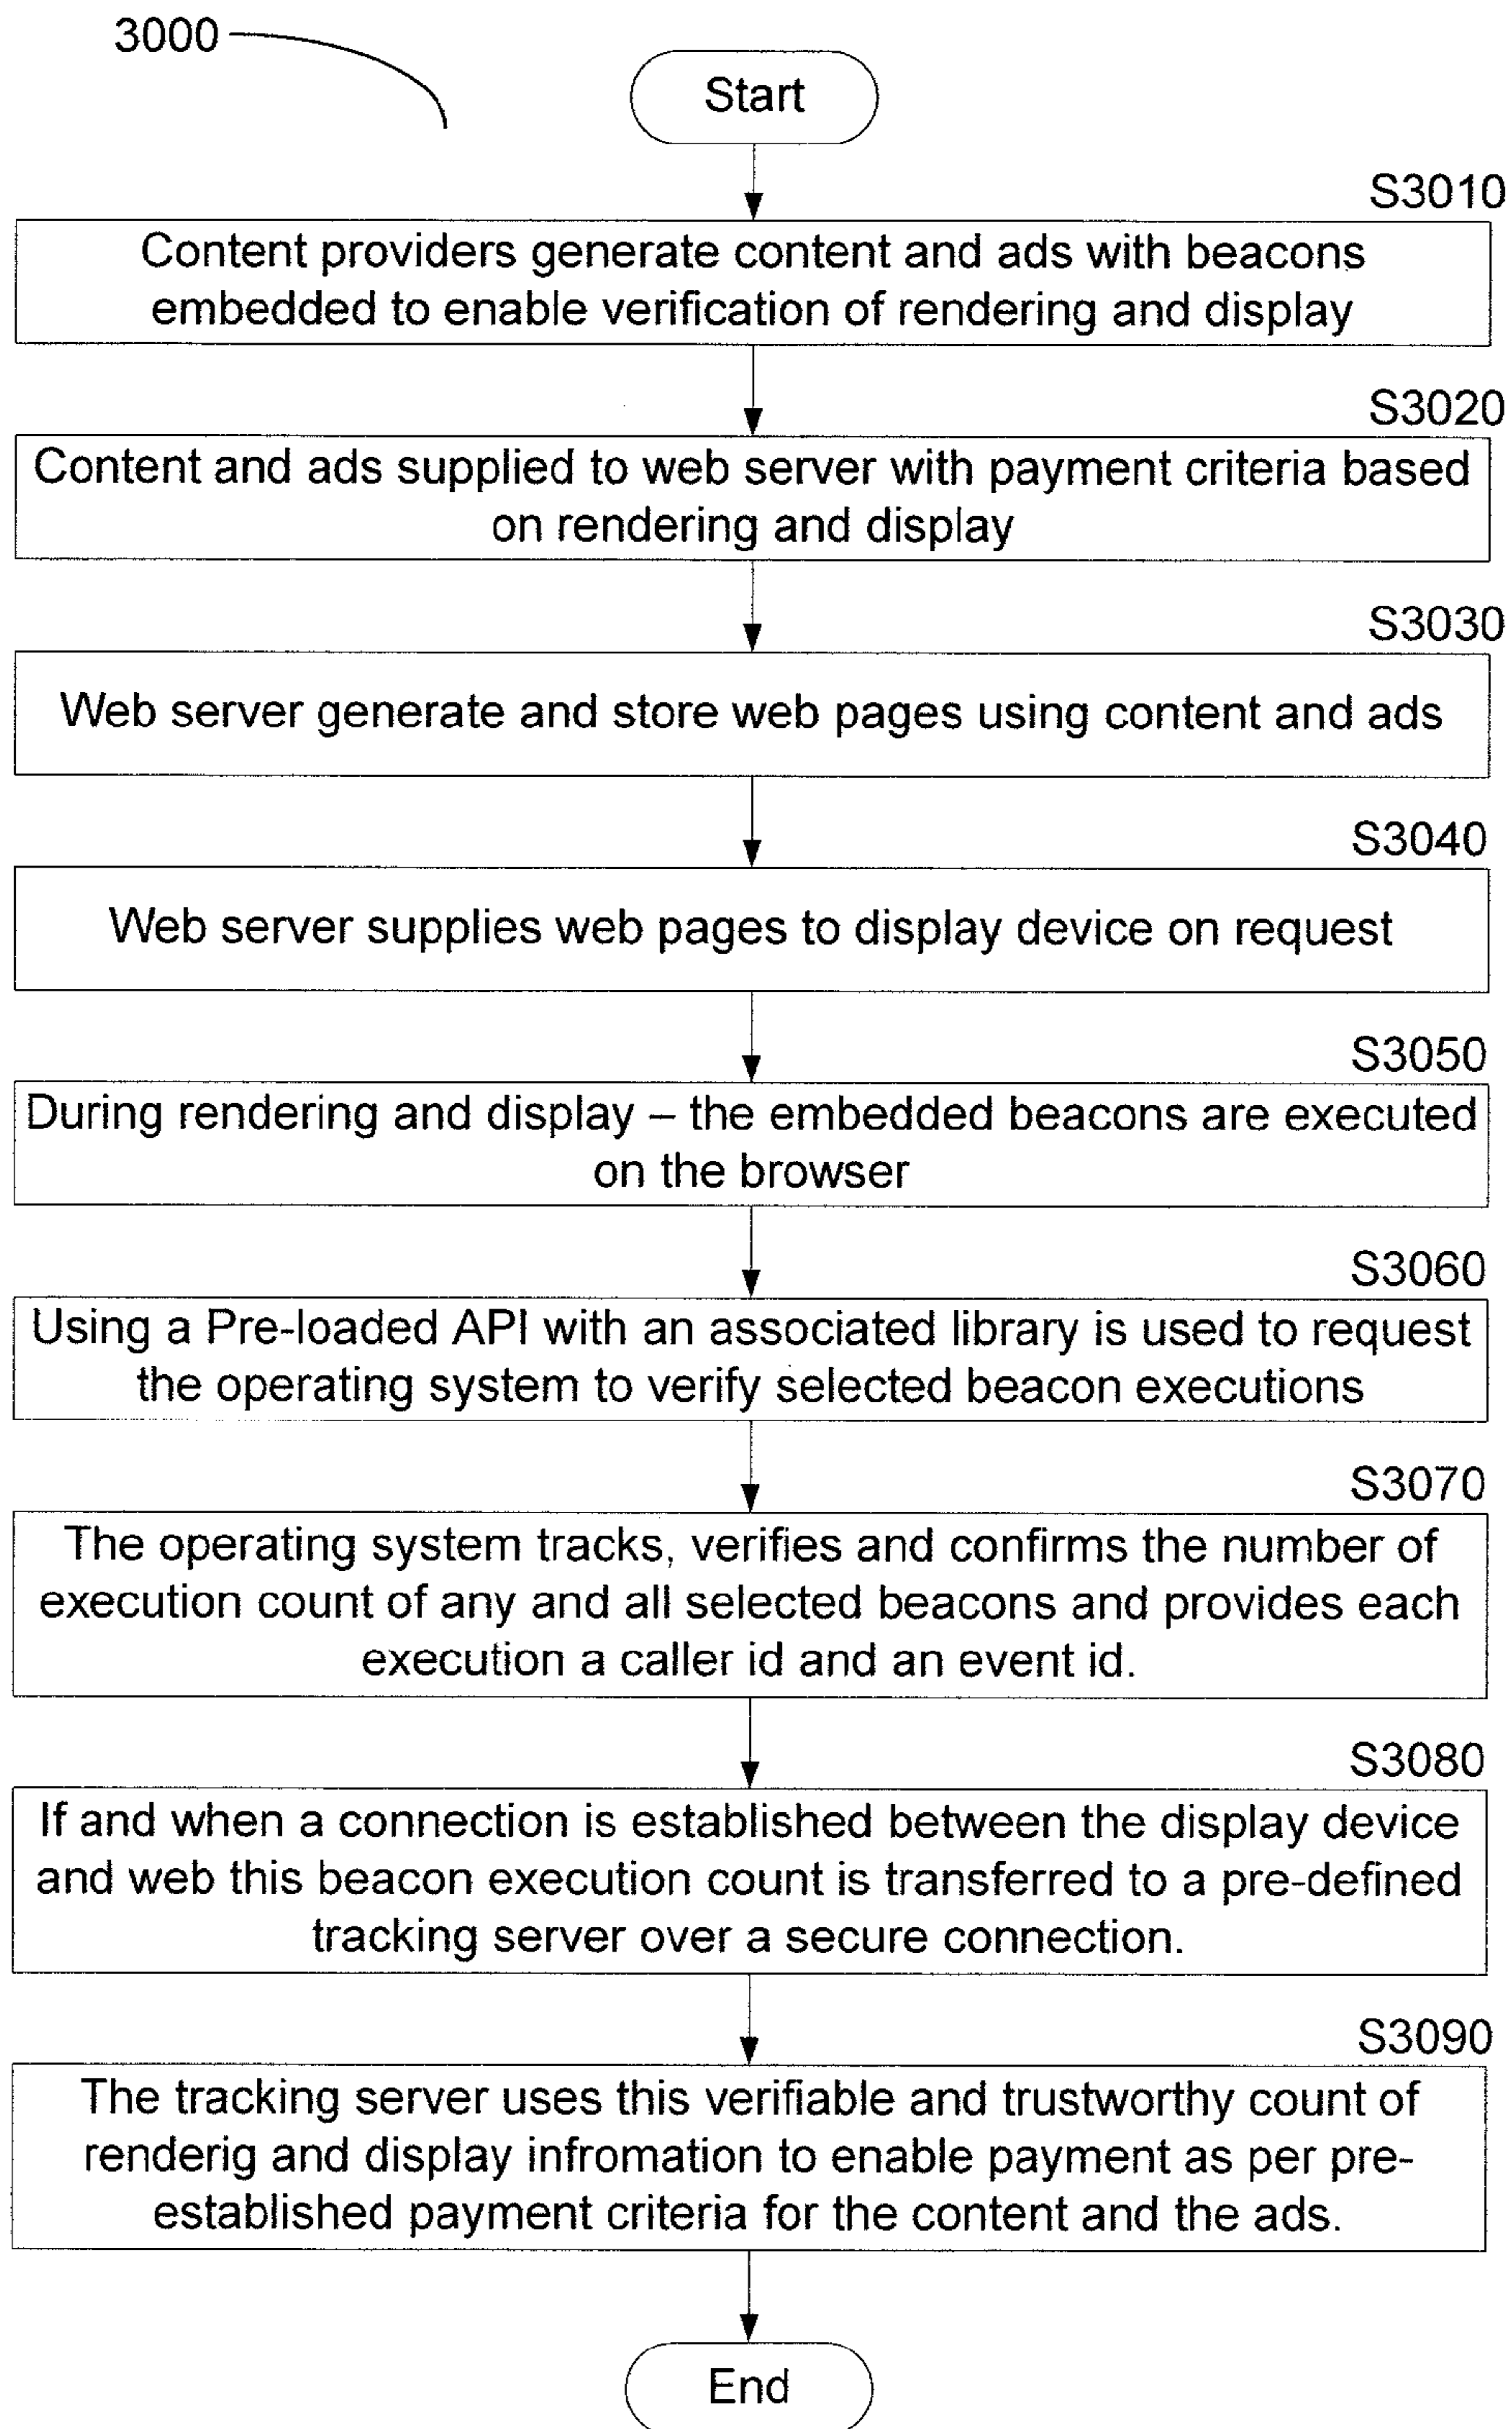 3000
Start
S3010
Content providers generate content and ads with beacons
embedded to enable verification of rendering and display
S3020
Content and ads supplied to web server with payment criteria based
on rendering and display
S3030
Web server generate and store web pages using content and ads
S3040
Web server supplies web pages to display device on request
S3050
During rendering and display – the embedded beacons are executed
on the browser
S3060
Using a Pre-loaded API with an associated library is used to request
the operating system to verify selected beacon executions
S3070
The operating system tracks, verifies and confirms the number of
execution count of any and all selected beacons and provides each
execution a caller id and an event id.
S3080
If and when a connection is established between the display device
and web this beacon execution count is transferred to a pre-defined
tracking server over a secure connection.
S3090
The tracking server uses this verifiable and trustworthy count of
renderig and display infromation to enable payment as per pre-
established payment criteria for the content and the ads.
End